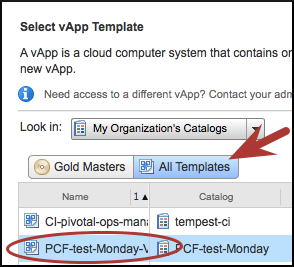 Select vApp Template
A vApp is a cloud computer system that contains or
new vApp.
Need access to a different vApp? Contact your adm
Look in: My Organization's Catalogs
Gold Masters All Templates
Name 1 Catalog
CI-pivotal-ops-mana tempest-ci
PCF-test-Monday-V PCF-test-Monday